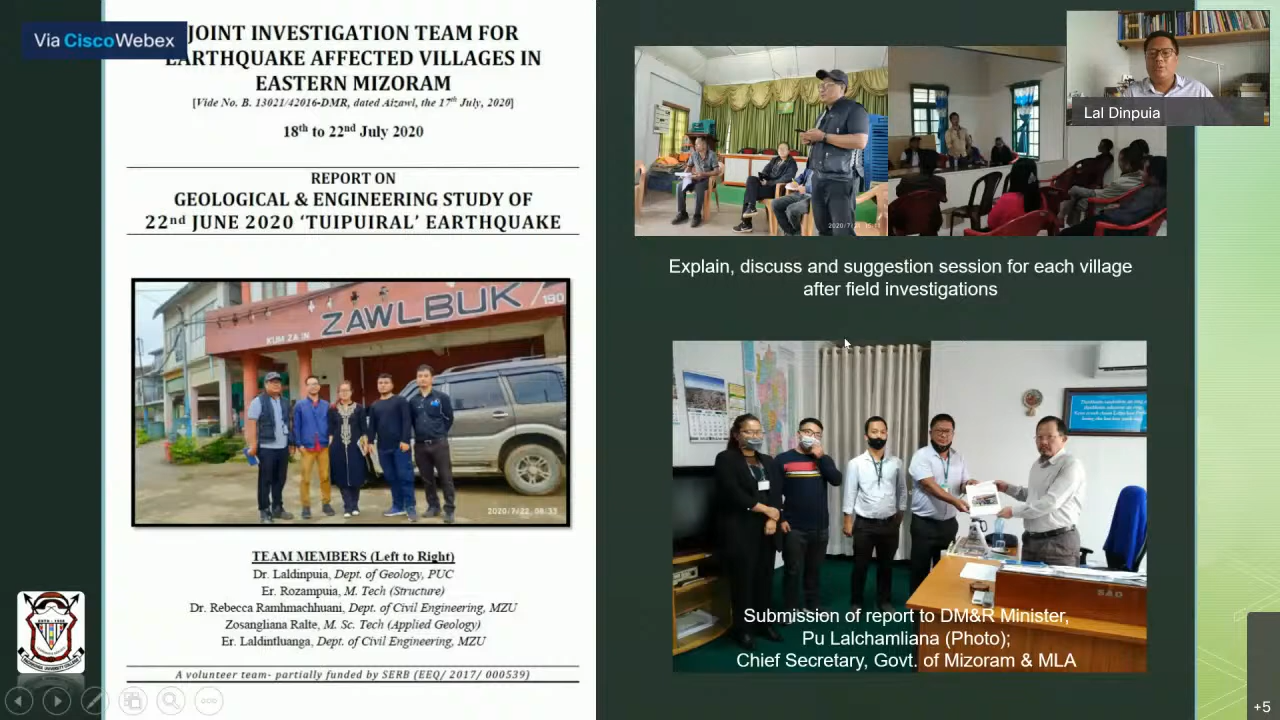 Via CiscoWebex
JOINT INVESTIGATION TEAM FOR
EARTHQUAKE AFFECTED VILLAGES IN
EASTERN MIZORAM
[Vide No. B. 13021/42016-DMR, dated Aizawl, the 17th July, 2020]
18th to 22nd July 2020
REPORT ON
GEOLOGICAL & ENGINEERING STUDY OF
22nd JUNE 2020 ‘TUIPUIRAL’ EARTHQUAKE
ZAWLBUK
190
KUM ZA IN
2020/7/22 08:33
TEAM MEMBERS (Left to Right)
Dr. Laldinpuia, Dept. of Geology, PUC
Er. Rozampuia, M. Tech (Structure)
Dr. Rebecca Ramhmachhuani, Dept. of Civil Engineering, MZU
Zosangliana Ralte, M. Sc. Tech (Applied Geology)
Er. Laldintluanga, Dept. of Civil Engineering, MZU
A volunteer team- partially funded by SERB (EEQ/ 2017/ 000539)
Lal Dinpuia
Explain, discuss and suggestion session for each village
after field investigations
SAD
Submission of report to DM&R Minister,
Pu Lalchamliana (Photo);
Chief Secretary, Govt. of Mizoram & MLA
+5